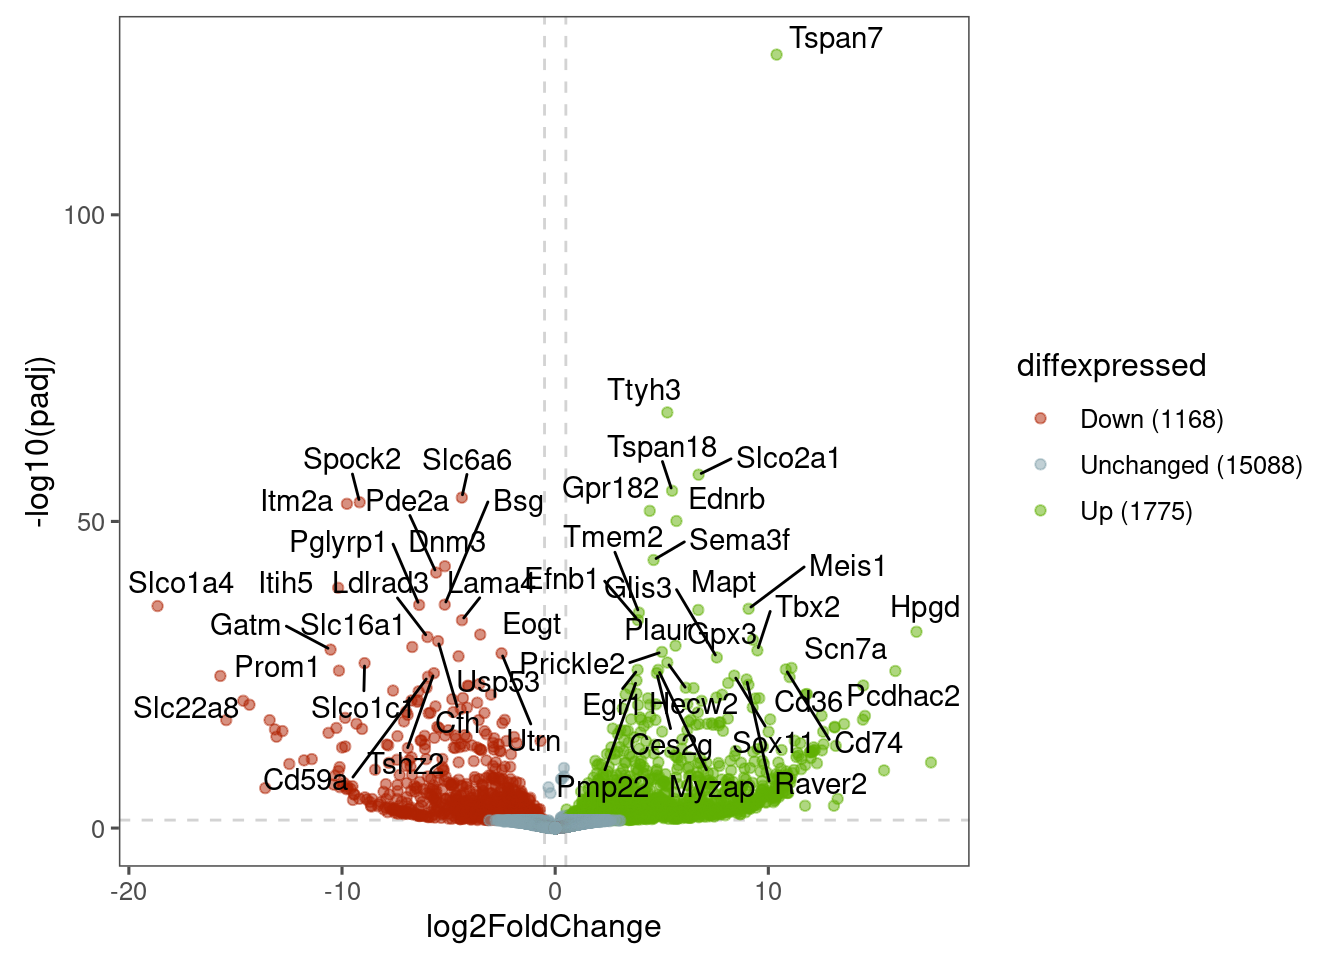 Tspan7
100
Ttyh3
Tspan18
Slco2a1
Spock2
Slc6a6
Gpr182
Ednrb
Itm2a
Pde2a
Bsg
50
Pglyrp1
Dnm3
Tmem2
Sema3f
Meis1
Slco1a4
Itih5
Ldlrad3
Lama4
Efnb1
Glis3
Mapt
Tbx2
Hpgd
Gatm
Slc16a1
Eogt
Plaur
Gpx3
Scn7a
Prom1
Usp53
Prickle2
Slc22a8
Slco1c1
Cfh
Egr1
Hecw2
Cd36
Pcdhac2
Utrn
Ces2g
Sox11
Cd74
Cd59a
Tshz2
Pmp22
Myzap
Raver2
0
-20
-10
0
10
log2FoldChange
-log10(padj)
diffexpressed
Down (1168)
Unchanged (15088)
Up (1775)